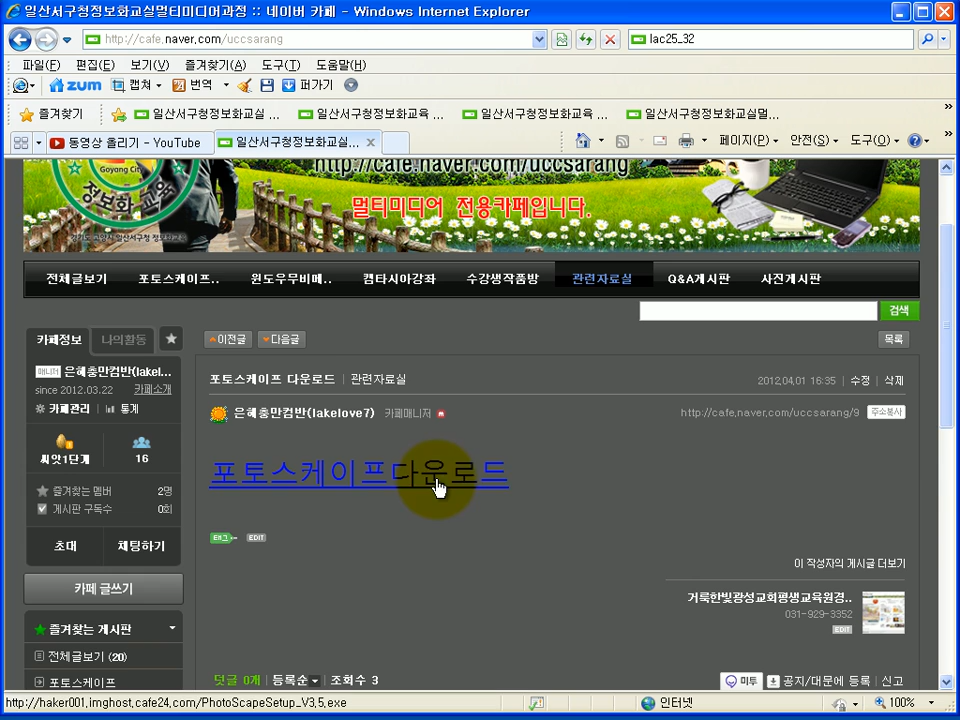 일산서구청정보화교실멀티미디어과정 :: 네이버 카페 - Windows Internet Explorer
http://cafe.naver.com/uccsarang
lac25_32
파일(F) 편집(E) 보기(V) 즐겨찾기(A) 도구(T) 도움말(H)
zum 캡쳐 번역 퍼가기
즐겨찾기 일산서구청정보화교실 ... 일산서구청정보화교육 ... 일산서구청정보화교육 ... 일산서구청정보화교실멀...
동영상 올리기 - YouTube 일산서구청정보화교실... 페이지(P) 안전(S) 도구(O)
Goyang City
정보화교육
http://cafe.naver.com/uccsarang
멀티미디어 전용카페입니다.
전체글보기 포토스케이프.. 윈도우무비메.. 캠타시아강좌 수강생작품방 관련자료실 Q&A게시판 사진게시판
검색
카페정보 나의활동
이전글 다음글 목록
매니저 은혜충만컴반(lakel...
since 2012.03.22 카페소개
카페관리 통계
씨앗1단계 16
즐겨찾는 멤버 2명
게시판 구독수 0회
초대 채팅하기
카페 글쓰기
즐겨찾는 게시판
전체글보기 (20)
포토스케이프
포토스케이프 다운로드 관련자료실 2012.04.01 16:35 수정 삭제
은혜충만컴반(lakelove7) 카페매니저 http://cafe.naver.com/uccsarang/9 주소복사
포토스케이프다운로드
태그 EDIT
이 작성자의 게시글 더보기
거룩한빛광성교회평생교육원경..
031-929-3352
EDIT
덧글 0개 등록순 조회수 3 미투 공지/대문에 등록 신고
http://haker001.imghost.cafe24.com/PhotoScapeSetup_V3.5.exe 인터넷 100%